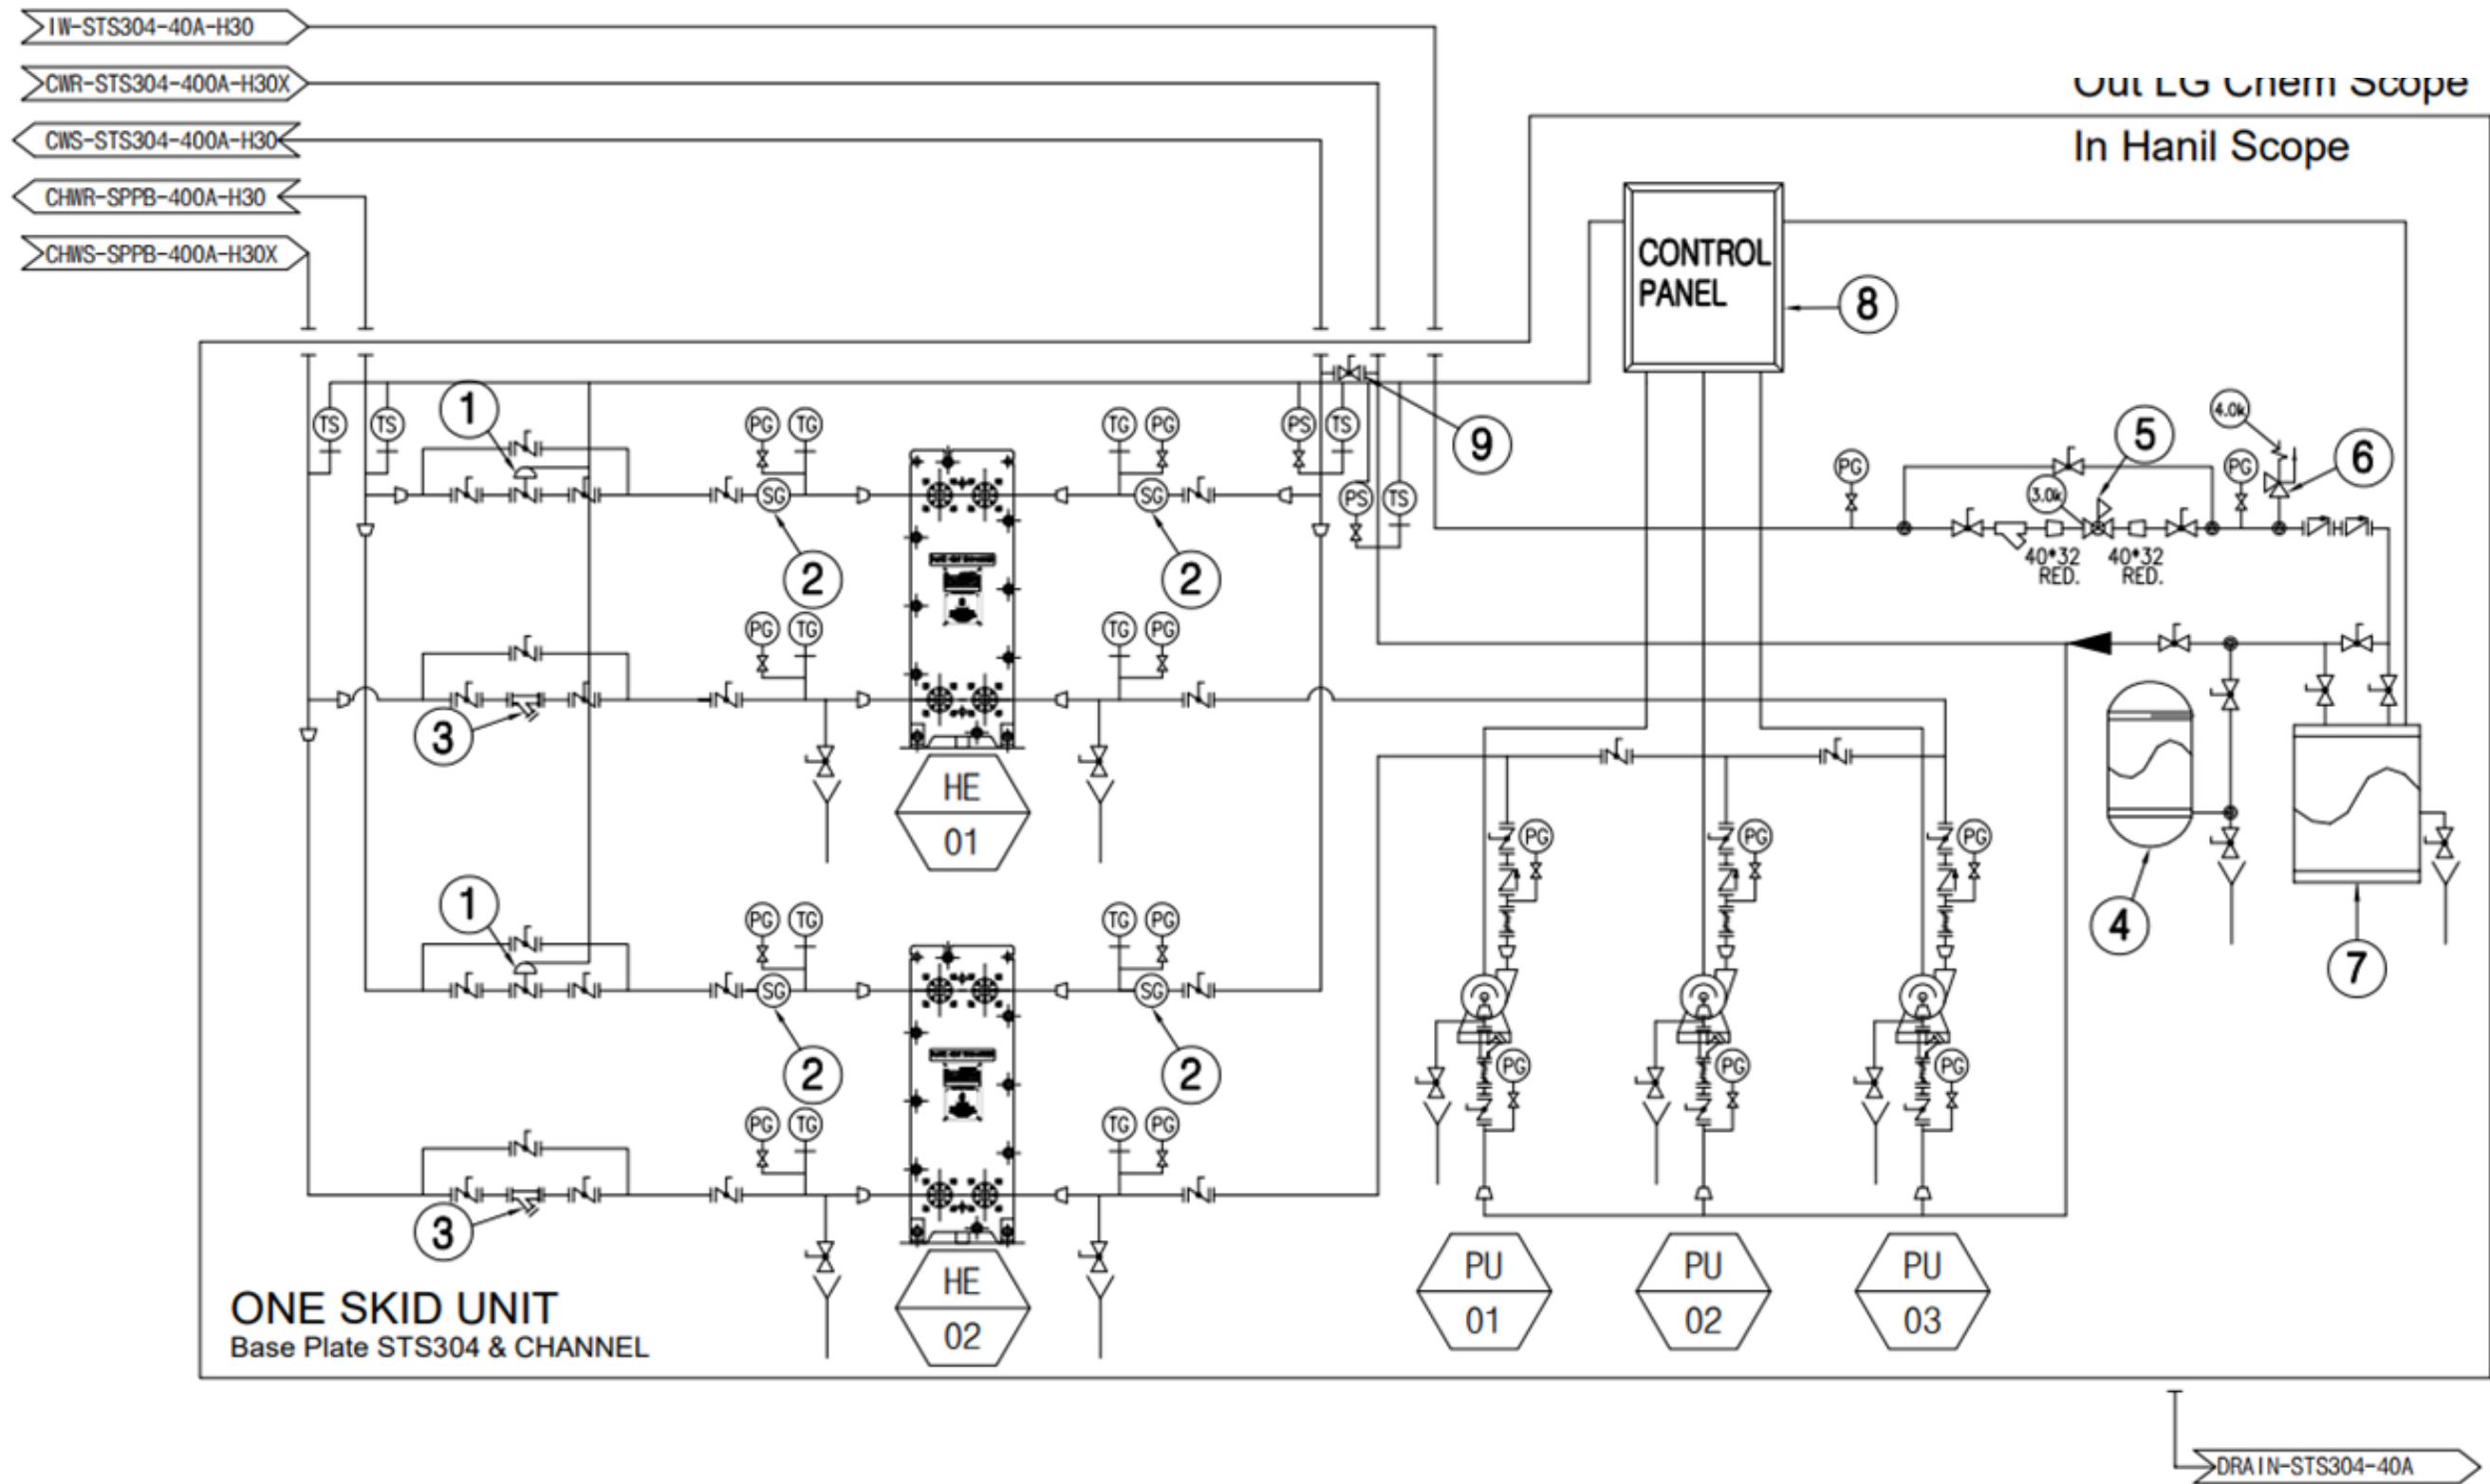 IW-STS304-40A-H30
CWR-STS304-400A-H30X
Out LG Chem Scope
CWS-STS304-400A-H30
In Hanil Scope
CHWR-SPPB-400A-H30
CHWS-SPPB-400A-H30X
CONTROL
PANEL
8
1
TS
TS
PG
TG
TG
PG
PS
TS
9
4.0k
5
6
PG
PG
SG
SG
PS
TS
3.0k
2
2
40*32
RED.
40*32
RED.
PG
TG
TG
PG
3
HE
01
PG
PG
PG
1
PG
TG
TG
PG
4
7
SG
SG
2
2
PG
PG
PG
PG
TG
TG
PG
3
HE
02
PU
01
PU
02
PU
03
ONE SKID UNIT
Base Plate STS304 & CHANNEL
DRAIN-STS304-40A